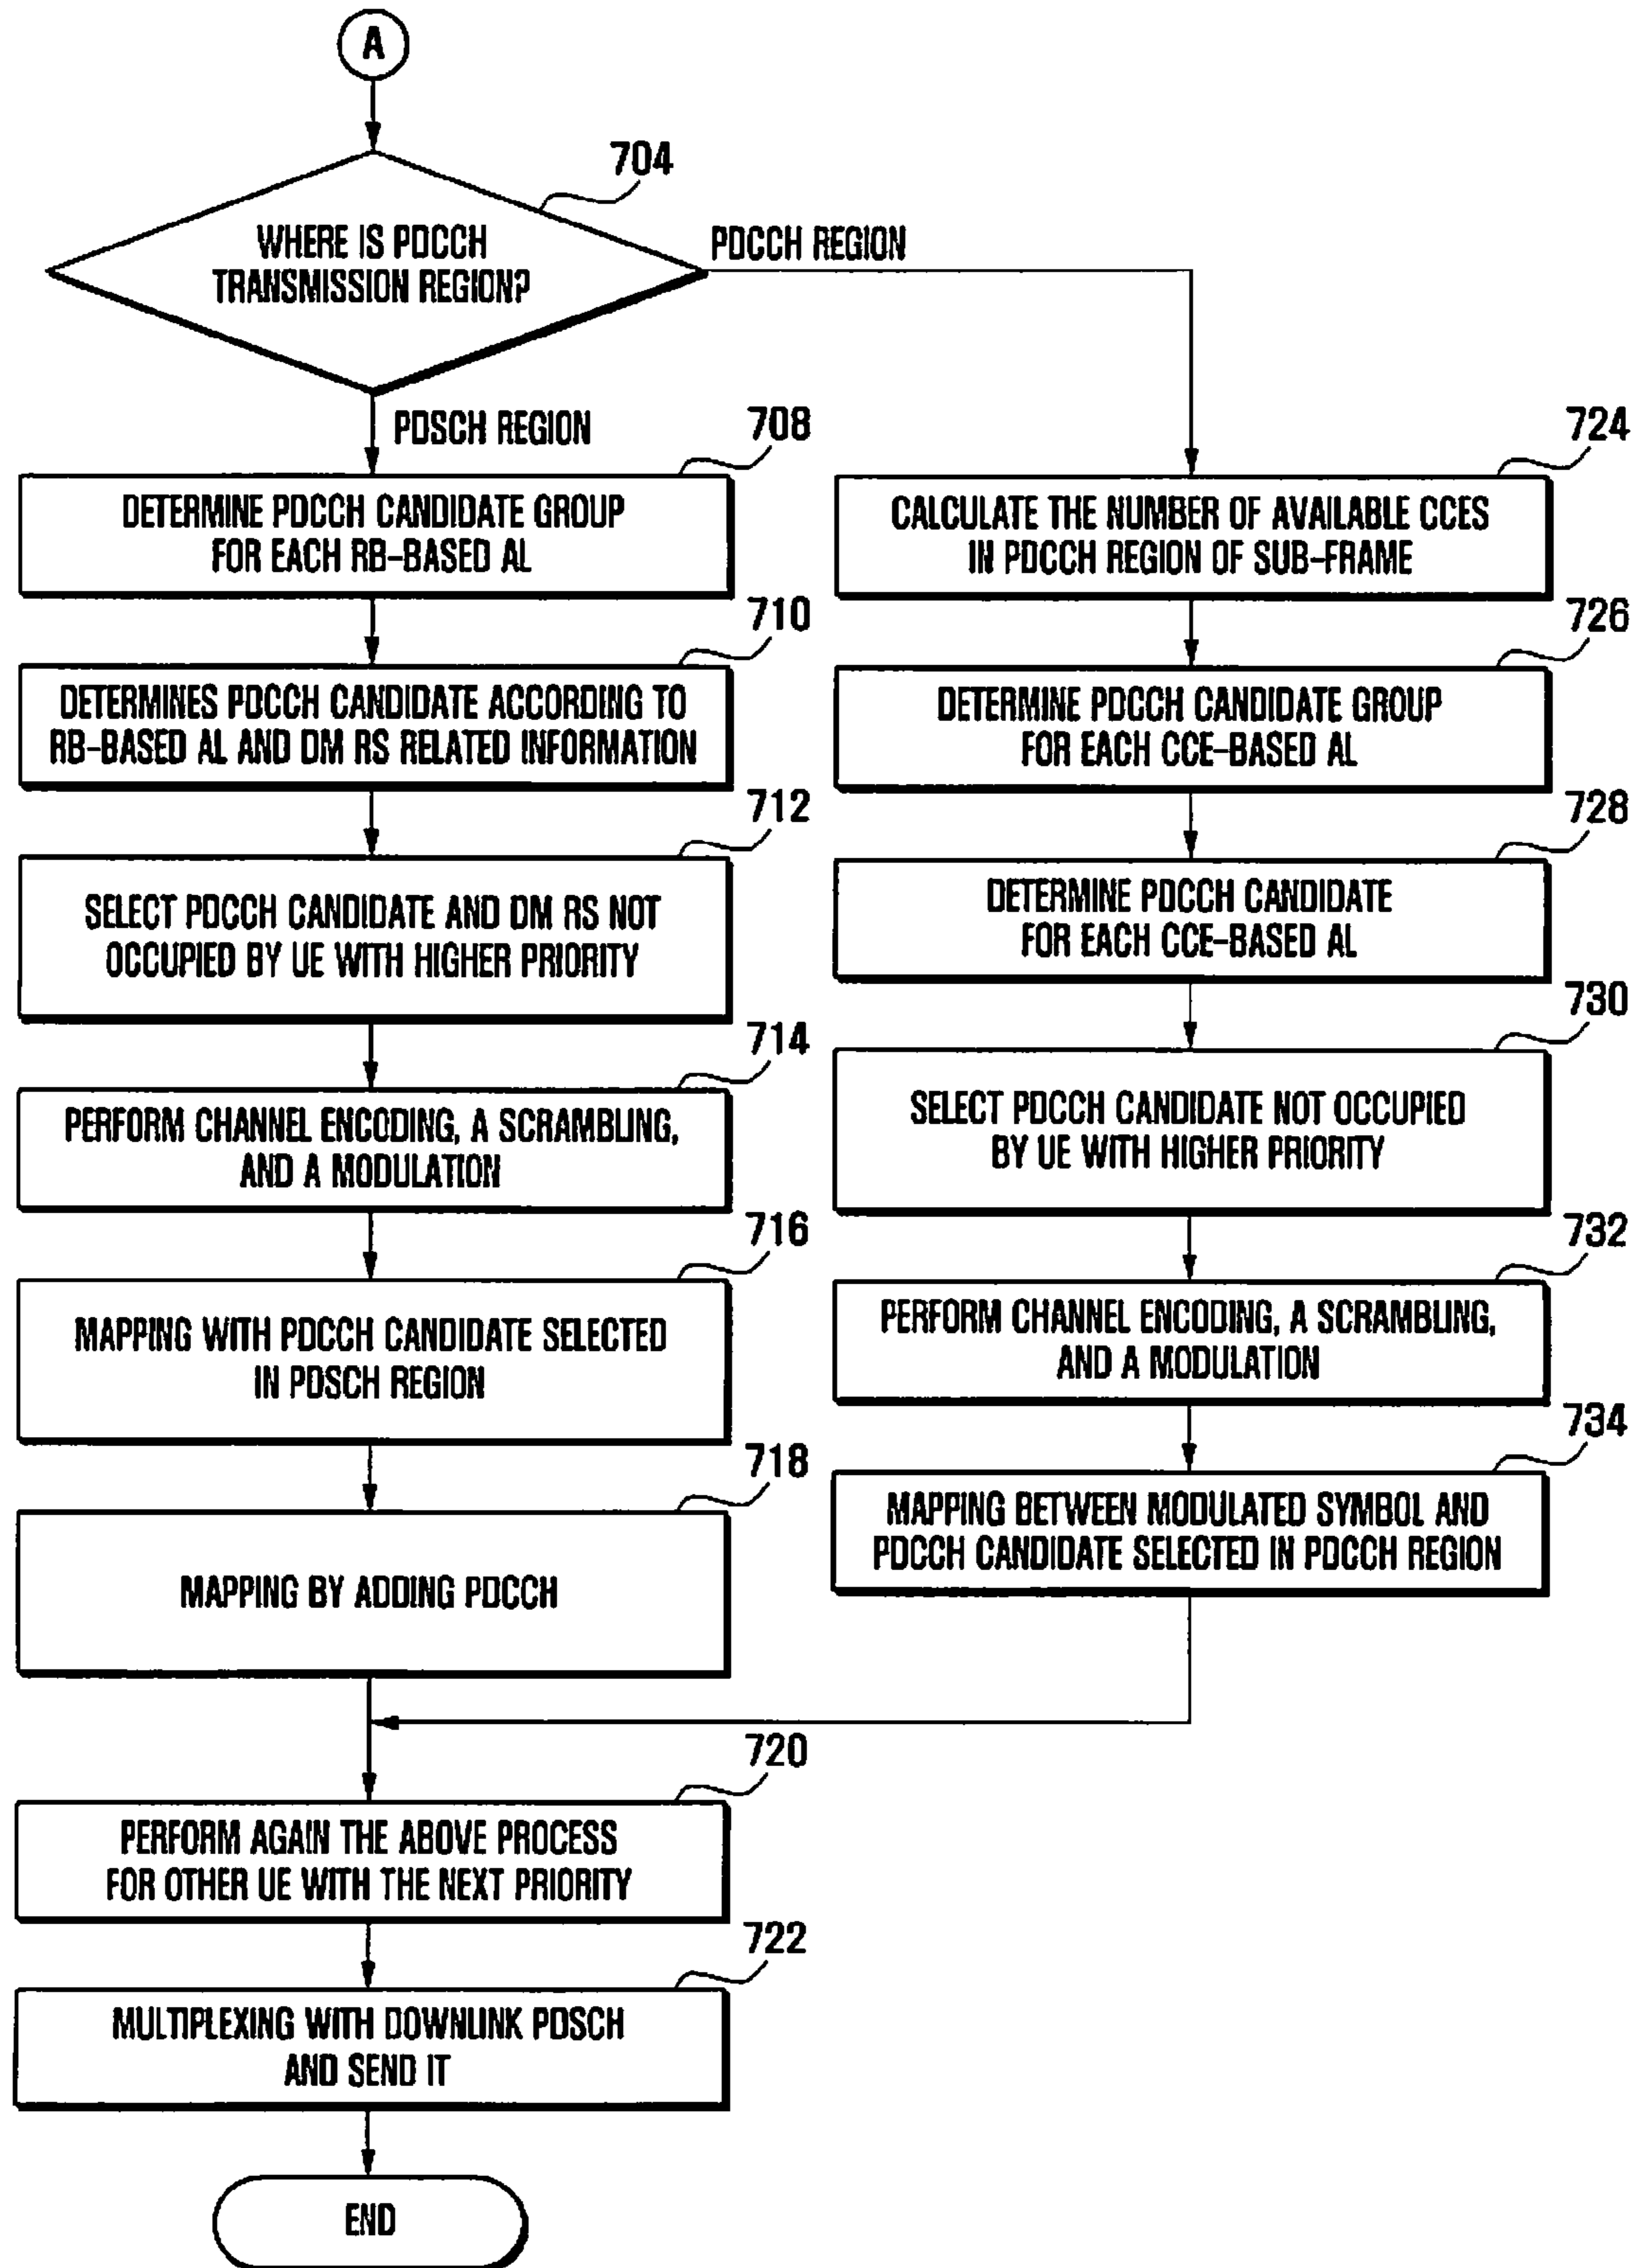 A
704
WHERE IS PDCCH
TRANSMISSION REGION?
PDCCH REGION
PDSCH REGION
708
DETERMINE PDCCH CANDIDATE GROUP
FOR EACH RB-BASED AL
710
DETERMINES PDCCH CANDIDATE ACCORDING TO
RB-BASED AL AND DM RS RELATED INFORMATION
712
SELECT PDCCH CANDIDATE AND DM RS NOT
OCCUPIED BY UE WITH HIGHER PRIORITY
714
PERFORM CHANNEL ENCODING, A SCRAMBLING,
AND A MODULATION
716
MAPPING WITH PDCCH CANDIDATE SELECTED
IN PDSCH REGION
718
MAPPING BY ADDING PDCCH
724
CALCULATE THE NUMBER OF AVAILABLE CCES
IN PDCCH REGION OF SUB-FRAME
726
DETERMINE PDCCH CANDIDATE GROUP
FOR EACH CCE-BASED AL
728
DETERMINE PDCCH CANDIDATE
FOR EACH CCE-BASED AL
730
SELECT PDCCH CANDIDATE NOT OCCUPIED
BY UE WITH HIGHER PRIORITY
732
PERFORM CHANNEL ENCODING, A SCRAMBLING,
AND A MODULATION
734
MAPPING BETWEEN MODULATED SYMBOL AND
PDCCH CANDIDATE SELECTED IN PDCCH REGION
720
PERFORM AGAIN THE ABOVE PROCESS
FOR OTHER UE WITH THE NEXT PRIORITY
722
MULTIPLEXING WITH DOWNLINK PDSCH
AND SEND IT
END